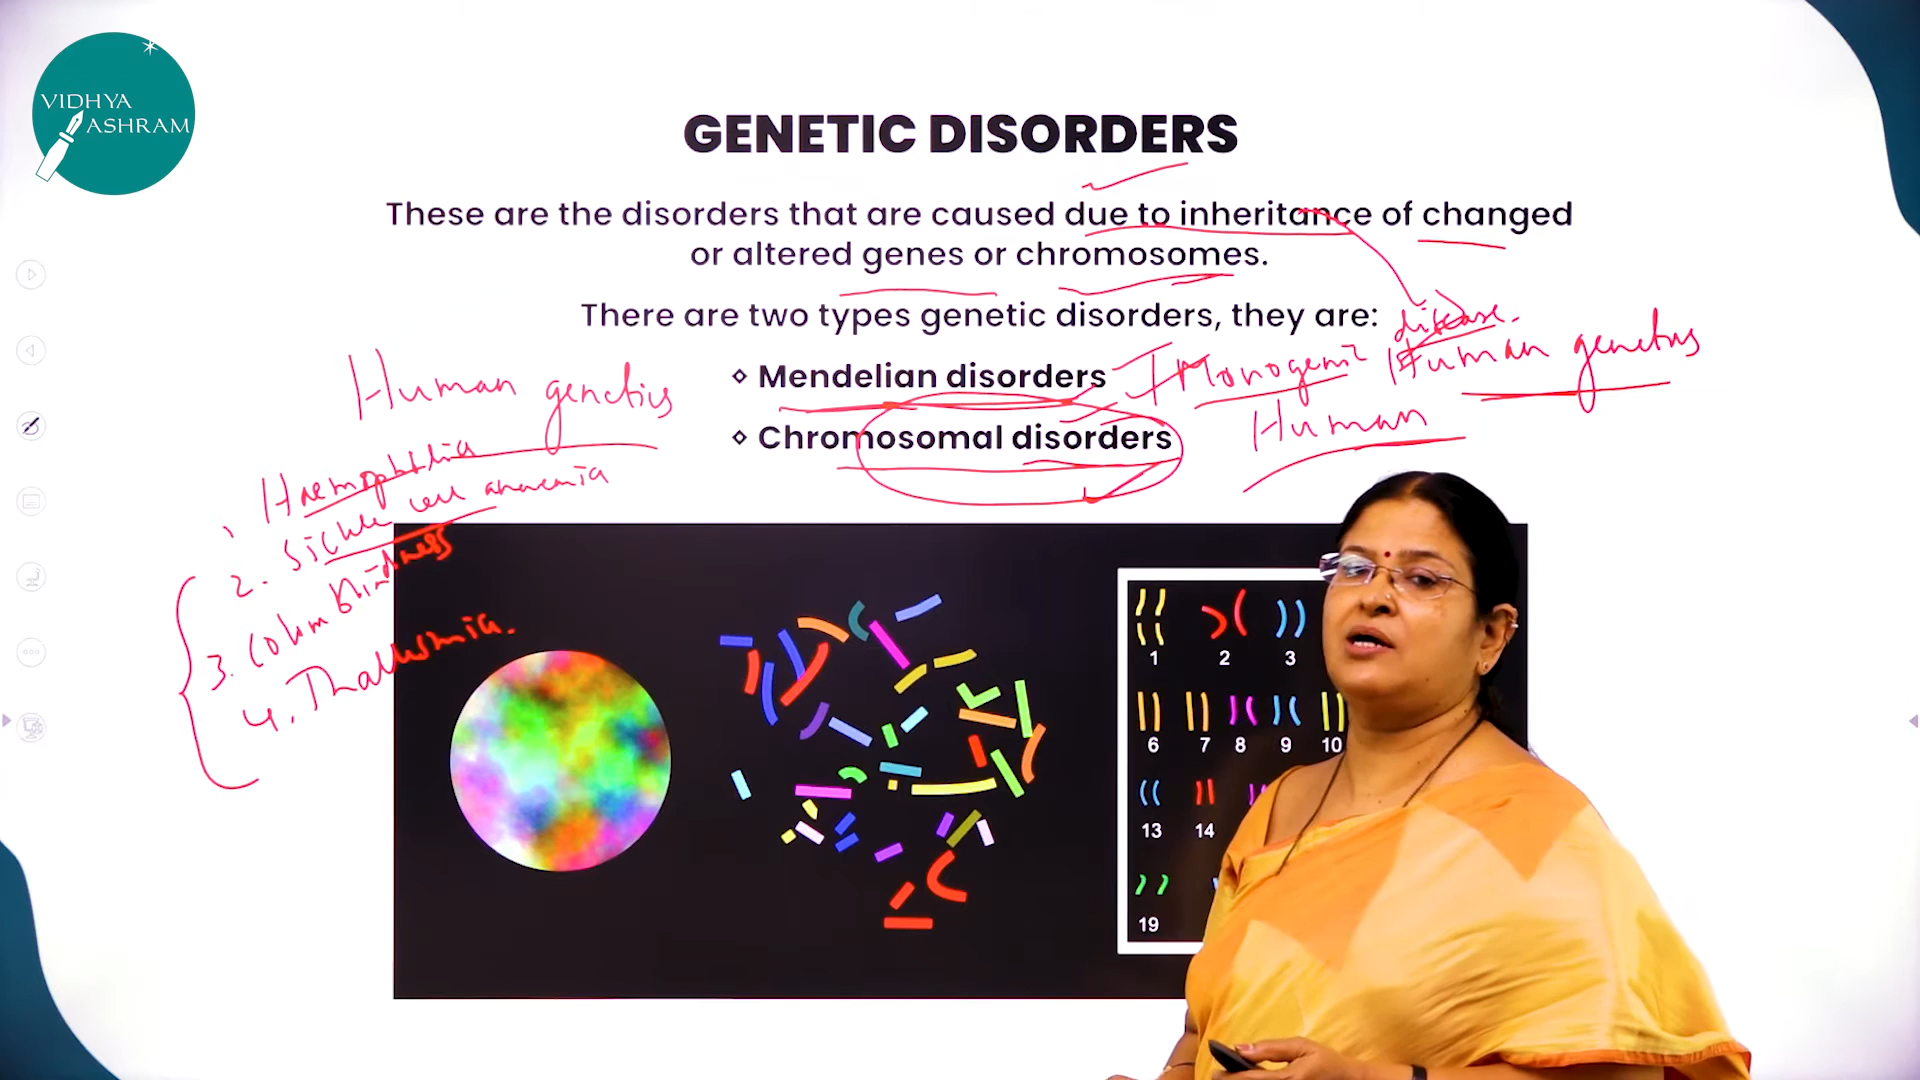 VIDHYA
ASHRAM
GENETIC DISORDERS
These are the disorders that are caused due to inheritance of changed
or altered genes or chromosomes.
There are two types genetic disorders, they are:
disease.
Mendelian disorders
Monogenic
Human genetics
Human genetics
Chromosomal disorders
Human
1. Haemophilia
2. Sickle cell anaemia
3. Colour blindness
4. Thallasmia.
1 2 3
6 7 8 9 10
13 14
19